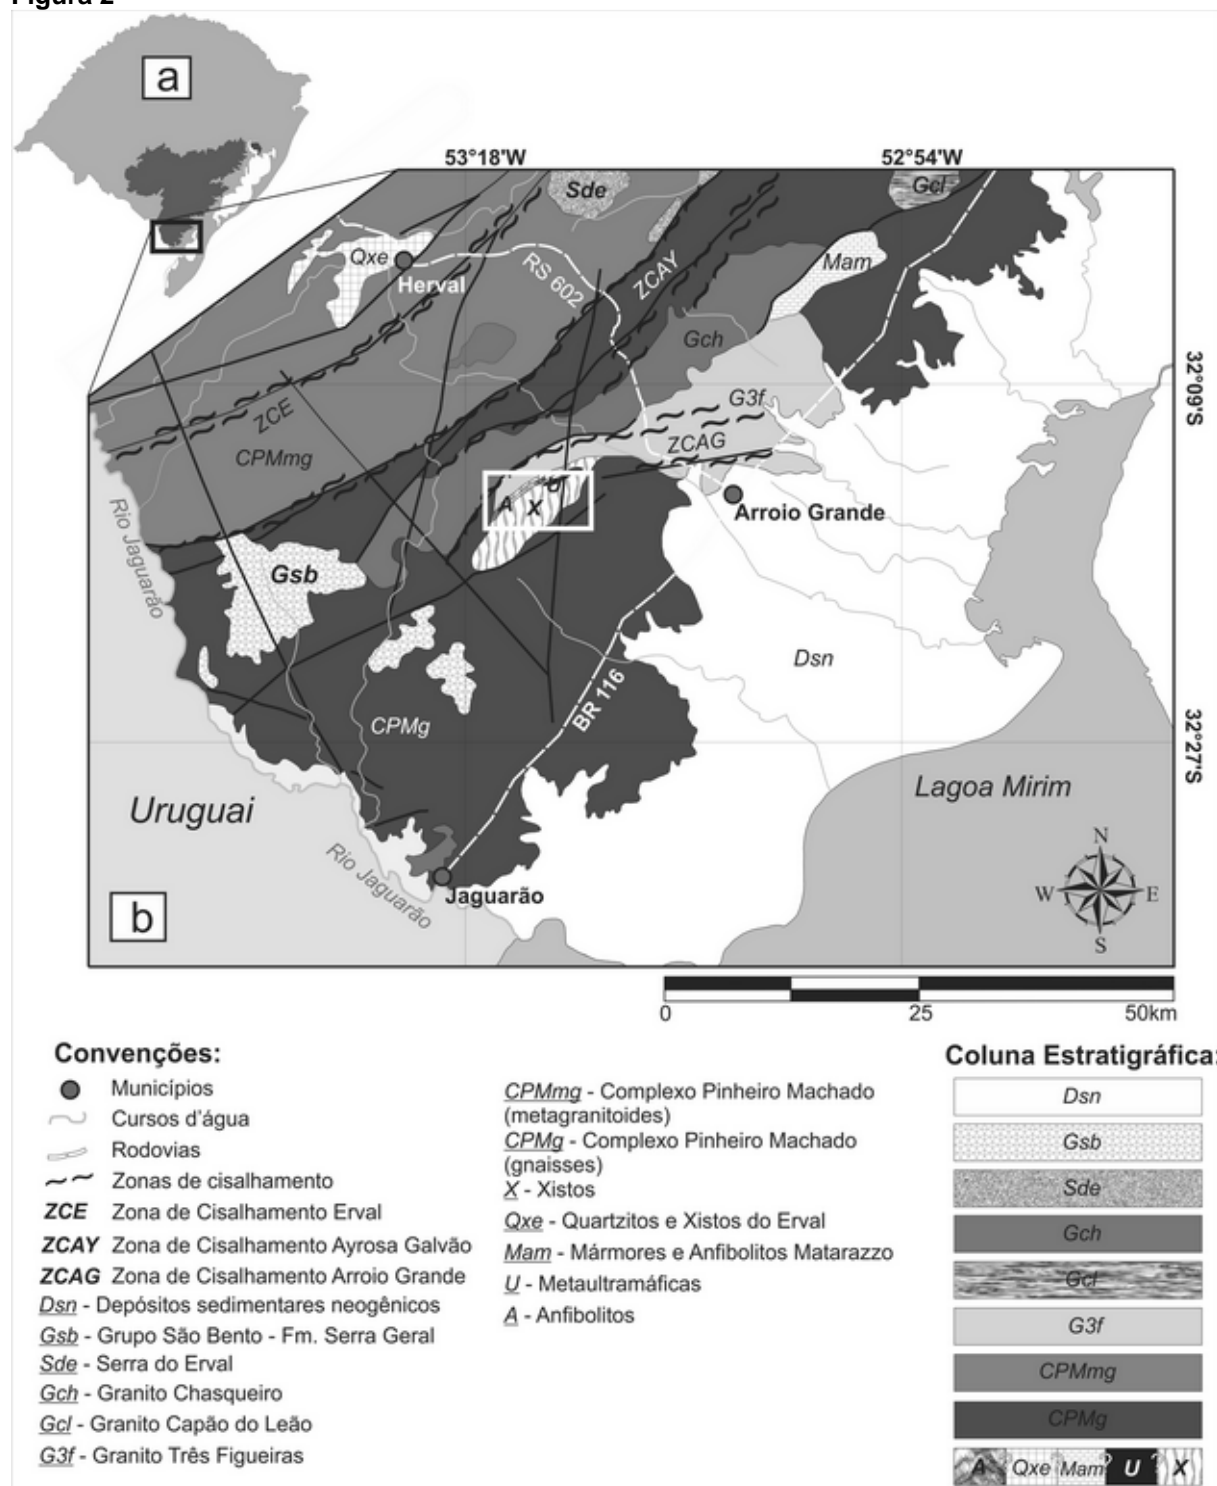 Figura 2
a
53°18'W
52°54'W
Sde
Gcl
Qxe
Herval
RS 602
ZCAY
Mam
Gch
32°09'S
G3f
ZCE
ZCAG
CPMmg
U
A
X
Arroio Grande
Rio Jaguarão
Gsb
Dsn
BR 116
CPMg
32°27'S
Uruguai
Lagoa Mirim
Rio Jaguarão
Jaguarão
b
N
W
E
S
0
25
50km
Convenções:
Municípios
Cursos d'água
Rodovias
Zonas de cisalhamento
ZCE Zona de Cisalhamento Erval
ZCAY Zona de Cisalhamento Ayrosa Galvão
ZCAG Zona de Cisalhamento Arroio Grande
Dsn - Depósitos sedimentares neogênicos
Gsb - Grupo São Bento - Fm. Serra Geral
Sde - Serra do Erval
Gch - Granito Chasqueiro
Gcl - Granito Capão do Leão
G3f - Granito Três Figueiras
CPMmg - Complexo Pinheiro Machado
(metagranitoides)
CPMg - Complexo Pinheiro Machado
(gnaisses)
X - Xistos
Qxe - Quartzitos e Xistos do Erval
Mam - Mármores e Anfibolitos Matarazzo
U - Metaultramáficas
A - Anfibolitos
Coluna Estratigráfica:
Dsn
Gsb
Sde
Gch
Gcl
G3f
CPMmg
CPMg
A ? Qxe ? Mam ? U ? X